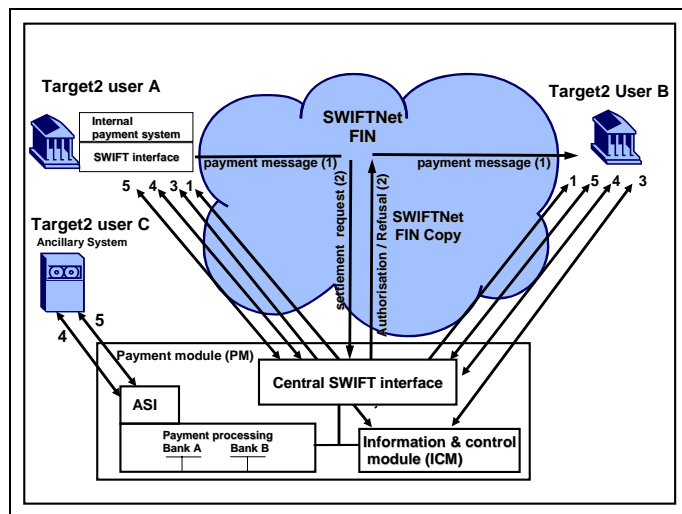 Target2 user A
Target2 User B
SWIFTNet
FIN
Internal
payment system
SWIFT interface
payment message (1)
payment message (1)
5 4 3 1
1 5 4 3
settlement request (2)
Authorisation / Refusal (2)
SWIFTNet
FIN Copy
Target2 user C
Ancillary System
5
4
Payment module (PM)
Central SWIFT interface
ASI
Payment processing
Bank A Bank B
Information & control
module (ICM)